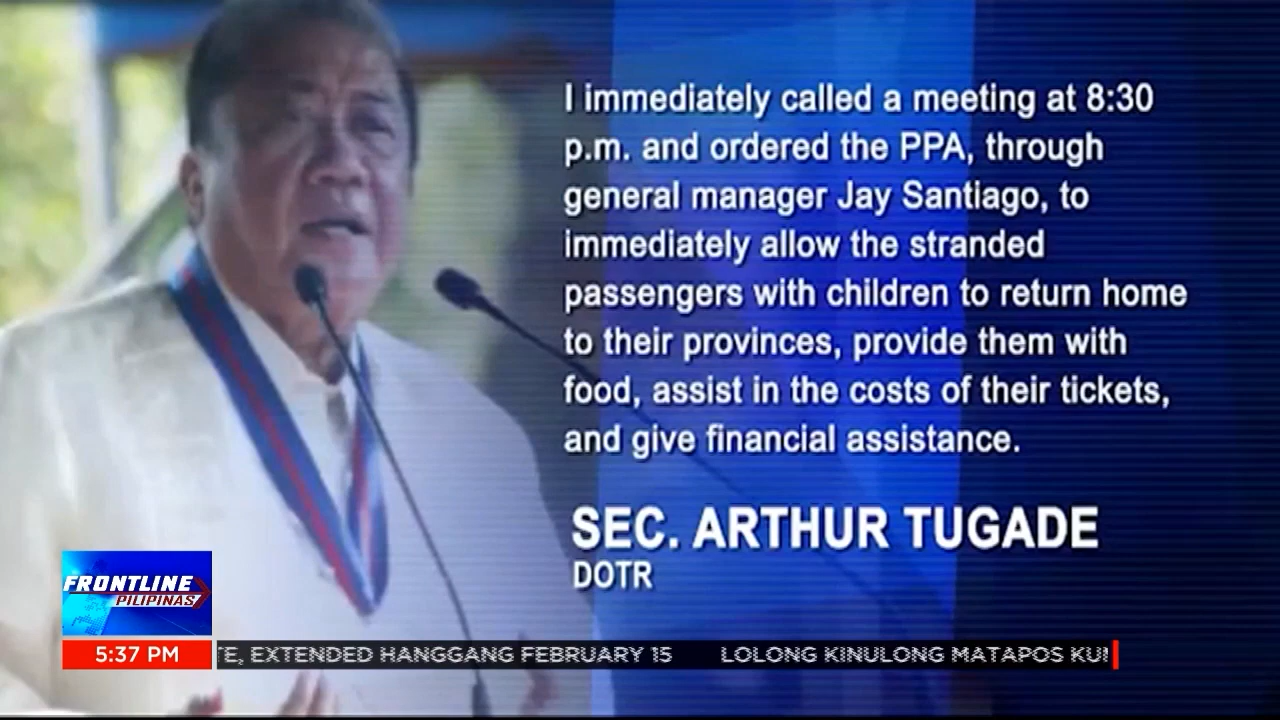 I immediately called a meeting at 8:30
p.m. and ordered the PPA, through
general manager Jay Santiago, to
immediately allow the stranded
passengers with children to return home
to their provinces, provide them with
food, assist in the costs of their tickets,
and give financial assistance.
SEC. ARTHUR TUGADE
DOTR
FRONTLINE
PILIPINAS
5:37 PM
E, EXTENDED HANGGANG FEBRUARY 15 LOLONG KINULONG MATAPOS